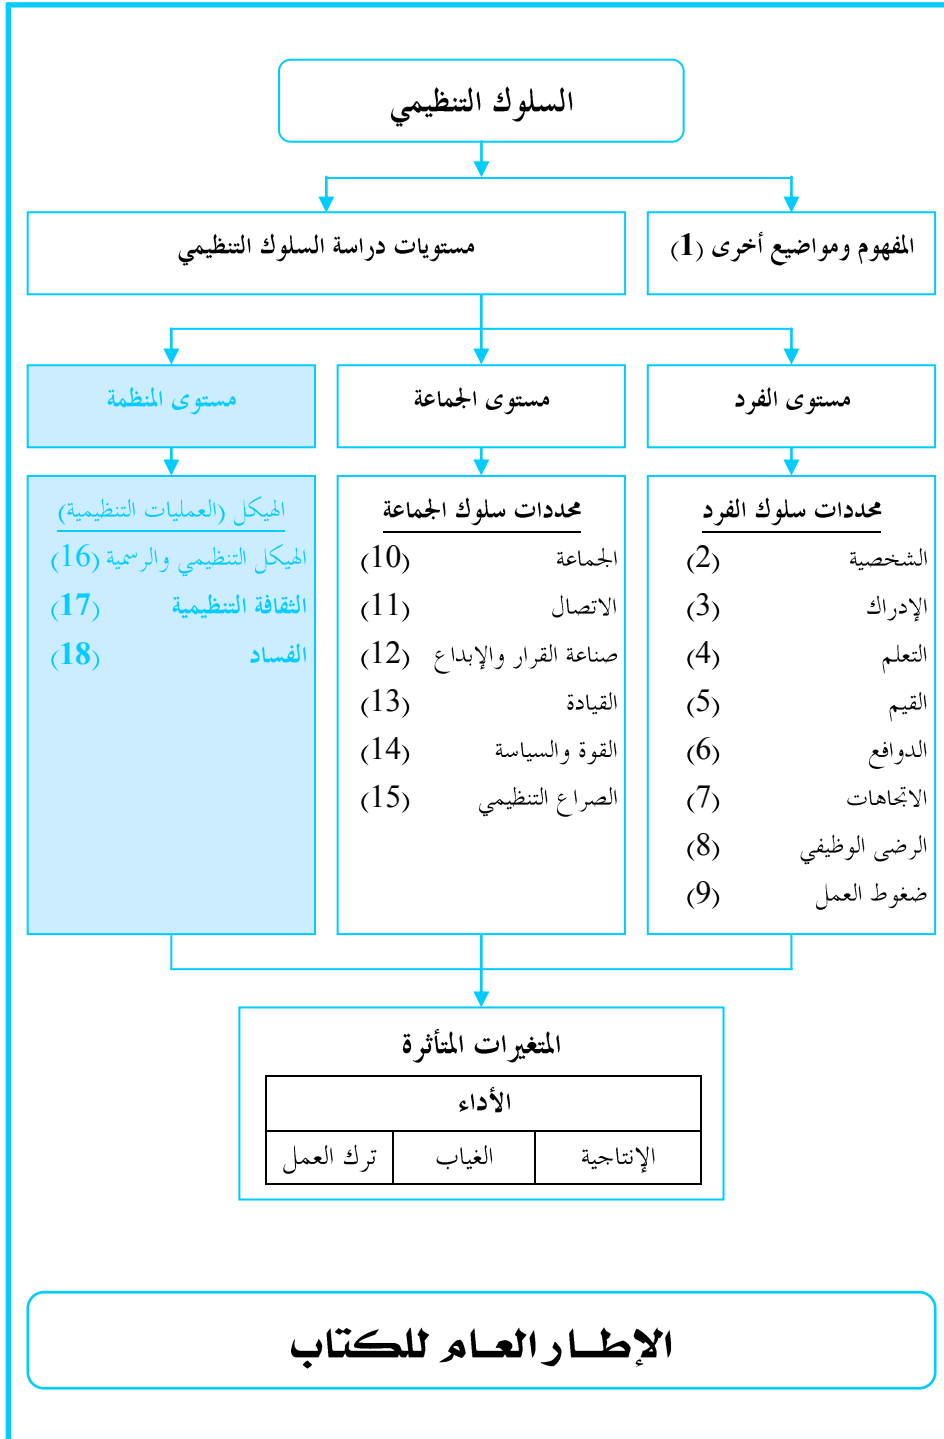 السلوك التنظيمي
المفهوم ومواضيع أخرى (1)
مستويات دراسة السلوك التنظيمي
مستوى الفرد
مستوى الجماعة
مستوى المنظمة
محددات سلوك الفرد
الشخصية (2)
الإدراك (3)
التعلم (4)
القيم (5)
الدوافع (6)
الاتجاهات (7)
الرضى الوظيفي (8)
ضغوط العمل (9)
محددات سلوك الجماعة
الجماعة (10)
الاتصال (11)
صناعة القرار والإبداع (12)
القيادة (13)
القوة والسياسة (14)
الصراع التنظيمي (15)
الهيكل (العمليات التنظيمية)
الهيكل التنظيمي والرسمية (16)
الثقافة التنظيمية (17)
الفساد (18)
المتغيرات المتأثرة
الأداء
الإنتاجية
الغياب
ترك العمل
الإطــار العـام للكتاب